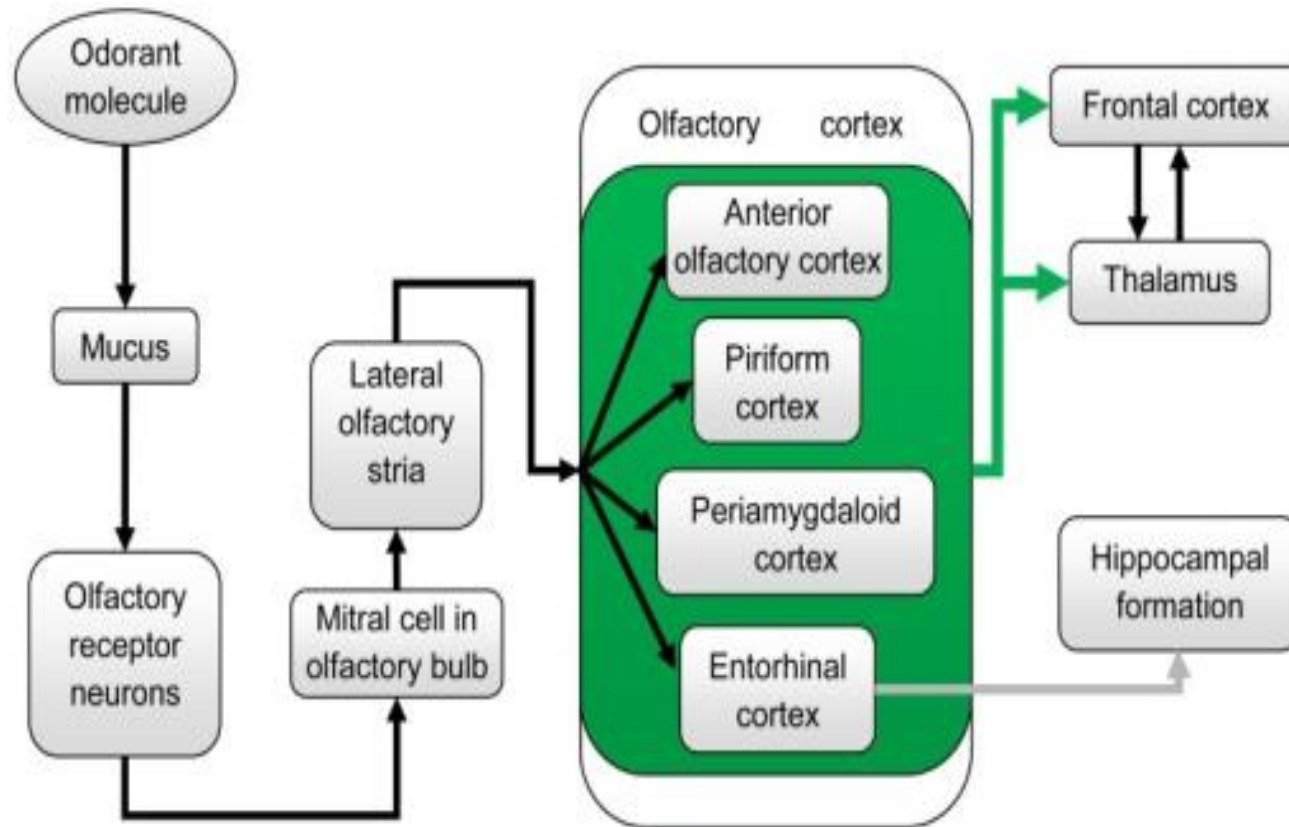 Odorant
molecule
Mucus
Olfactory
receptor
neurons
Mitral cell in
olfactory bulb
Lateral
olfactory
stria
Olfactory cortex
Anterior
olfactory cortex
Piriform
cortex
Periamygdaloid
cortex
Entorhinal
cortex
Frontal cortex
Thalamus
Hippocampal
formation